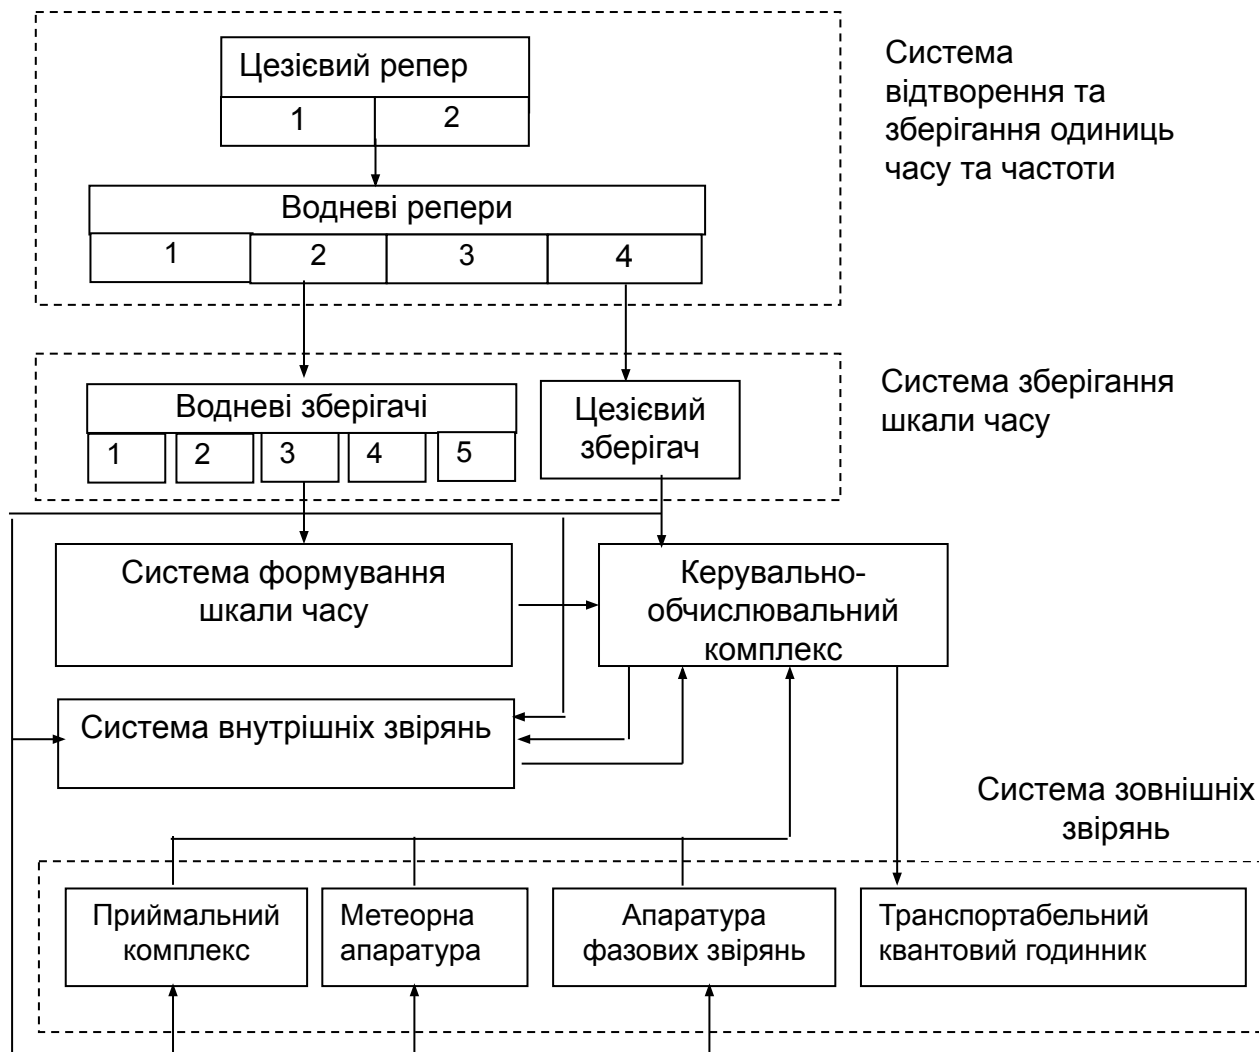 Цезієвий репер
1 2
Система
відтворення та
зберігання одиниць
часу та частоти
Водневі репери
1 2 3 4
Водневі зберігачі
1 2 3 4 5
Цезієвий
зберігач
Система зберігання
шкали часу
Система формування
шкали часу
Керувально-
обчислювальний
комплекс
Система внутрішніх звірянь
Система зовнішніх
звірянь
Приймальний
комплекс
Метеорна
апаратура
Апаратура
фазових звірянь
Транспортабельний
квантовий годинник